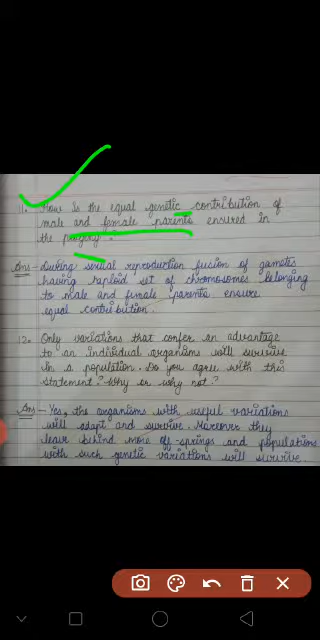 11. How is the equal genetic contribution of
male and female parents ensured in
the progeny ?
Ans - During sexual reproduction fusion of gametes
having haploid set of chromosomes belonging
to male and female parents ensure
equal contribution.
12. Only variations that confer an advantage
to an individual organisms will survive
in a population. Do you agree with this
statement? Why or why not?
Ans - Yes, the organisms with useful variations
will adapt and survive. Moreover they
leave behind more off-springs and populations
with such genetic variations will survive.